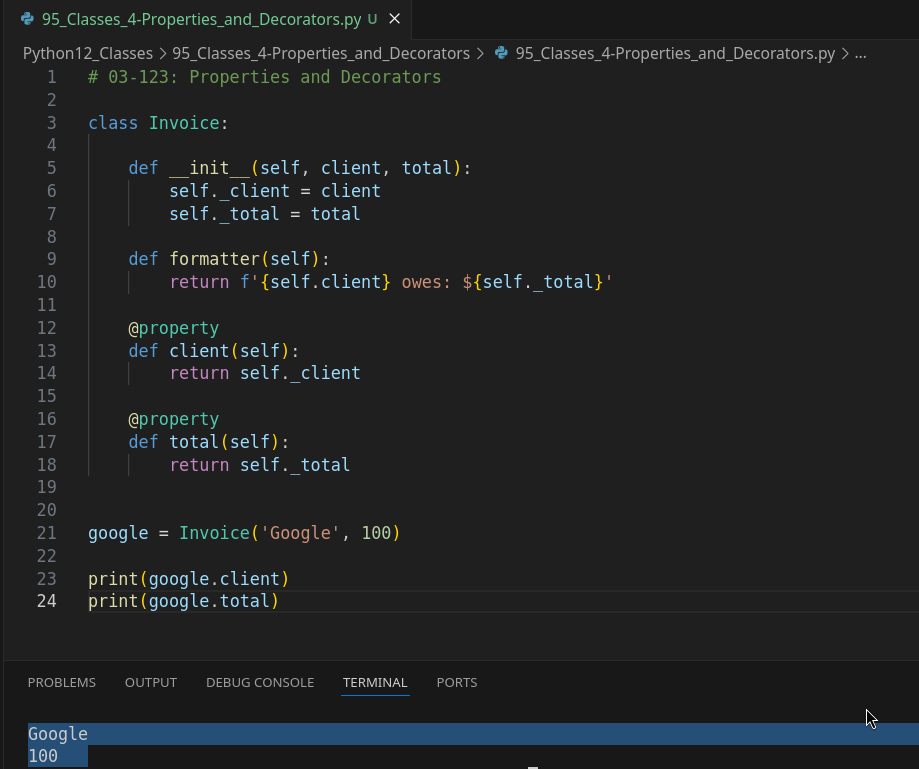 95_Classes_4-Properties_and_Decorators.py U ×
Python12_Classes > 95_Classes_4-Properties_and_Decorators > 95_Classes_4-Properties_and_Decorators.py > ...
1 # 03-123: Properties and Decorators
2
3 class Invoice:
4
5     def __init__(self, client, total):
6         self._client = client
7         self._total = total
8
9     def formatter(self):
10         return f'{self.client} owes: ${self._total}'
11
12     @property
13     def client(self):
14         return self._client
15
16     @property
17     def total(self):
18         return self._total
19
20
21 google = Invoice('Google', 100)
22
23 print(google.client)
24 print(google.total)
PROBLEMS OUTPUT DEBUG CONSOLE TERMINAL PORTS
Google
100